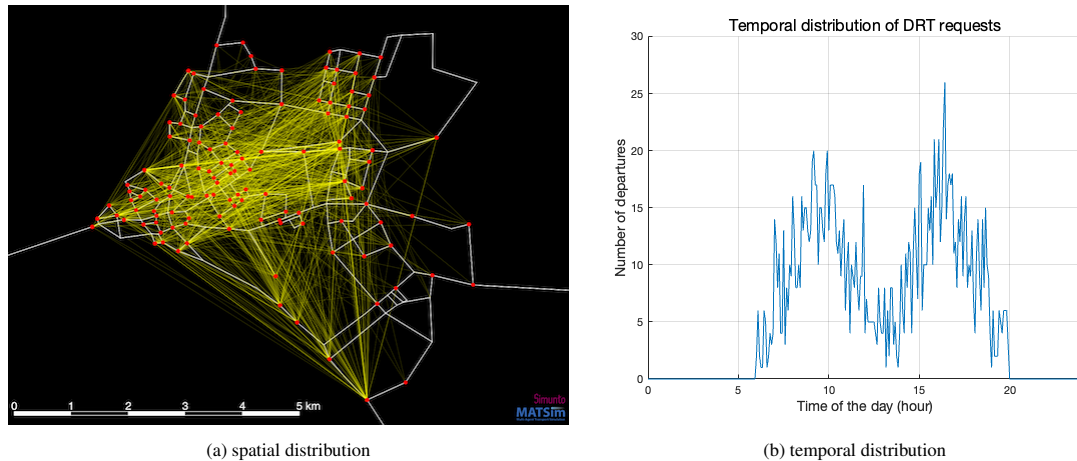 0 1 2 3 4 5 km
Simunto
MATSim
(a) spatial distribution
Temporal distribution of DRT requests
30
25
20
15
10
5
0
Number of departures
0 5 10 15 20
Time of the day (hour)
(b) temporal distribution